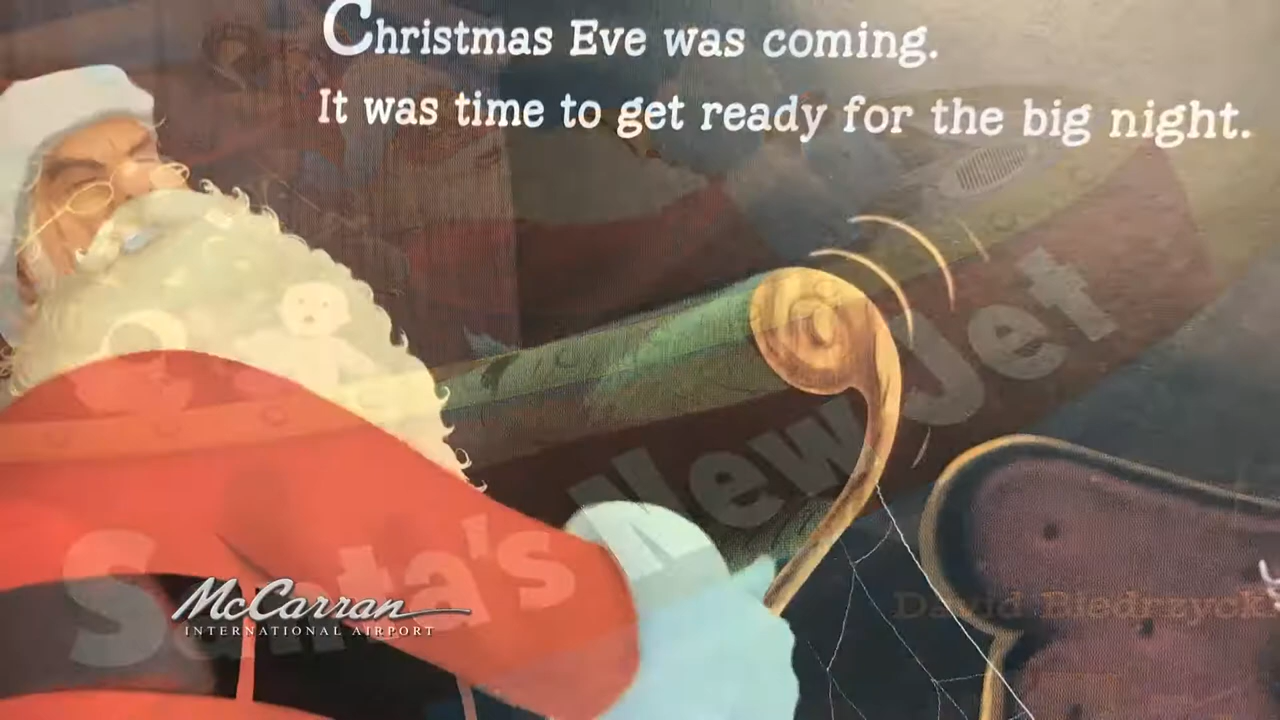 Christmas Eve was coming.
It was time to get ready for the big night.
Santa's New Jet
McCarran
INTERNATIONAL AIRPORT
David Biedrzycki